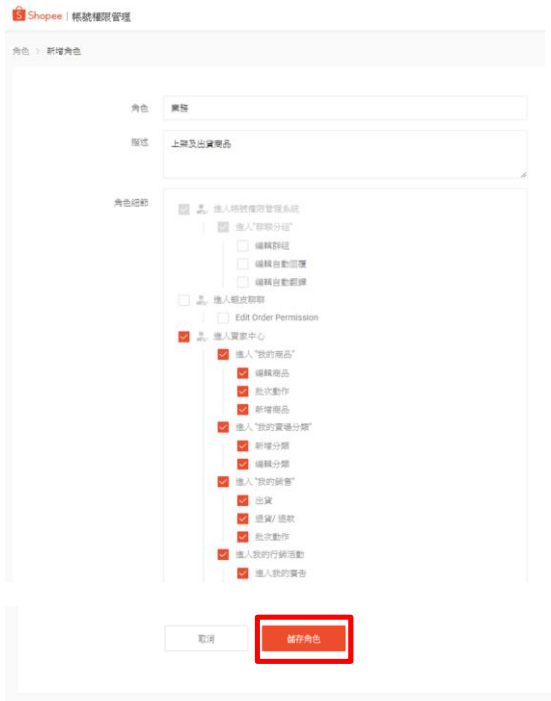 Shopee | 帳號權限管理
角色 > 新增角色
角色 業務
描述 上架及出貨商品
角色細節
進入帳號權限管理系統
進入"聊聊分組"
編輯群組
編輯自動回覆
編輯自動翻譯
進入蝦皮聊聊
Edit Order Permission
進入賣家中心
進入 "我的商品"
編輯商品
批次動作
新增商品
進入 "我的賣場分類"
新增分類
編輯分類
進入 "我的銷售"
出貨
退貨/ 退款
批次動作
進入我的行銷活動
進入我的廣告
取消 儲存角色